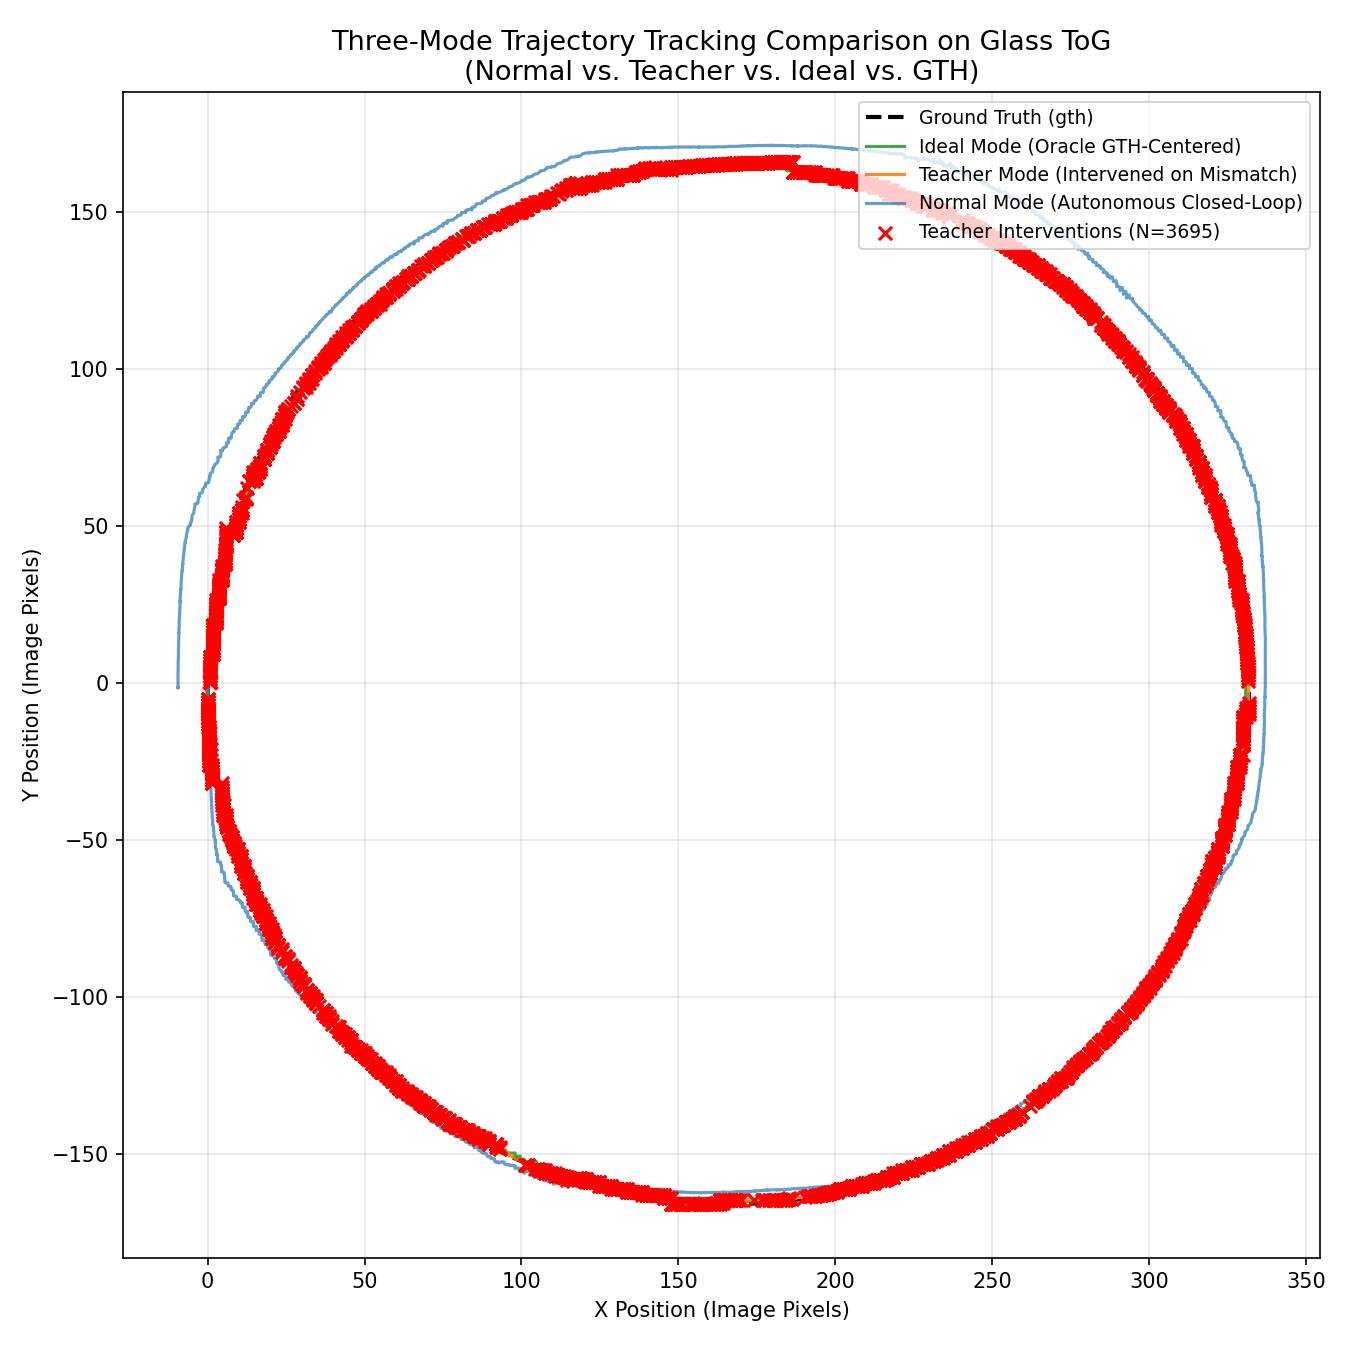 Three-Mode Trajectory Tracking Comparison on Glass ToG
(Normal vs. Teacher vs. Ideal vs. GTH)
Ground Truth (gth)
Ideal Mode (Oracle GTH-Centered)
Teacher Mode (Intervened on Mismatch)
Normal Mode (Autonomous Closed-Loop)
Teacher Interventions (N=3695)
Y Position (Image Pixels)
150
100
50
0
−50
−100
−150
0
50
100
150
200
250
300
350
X Position (Image Pixels)